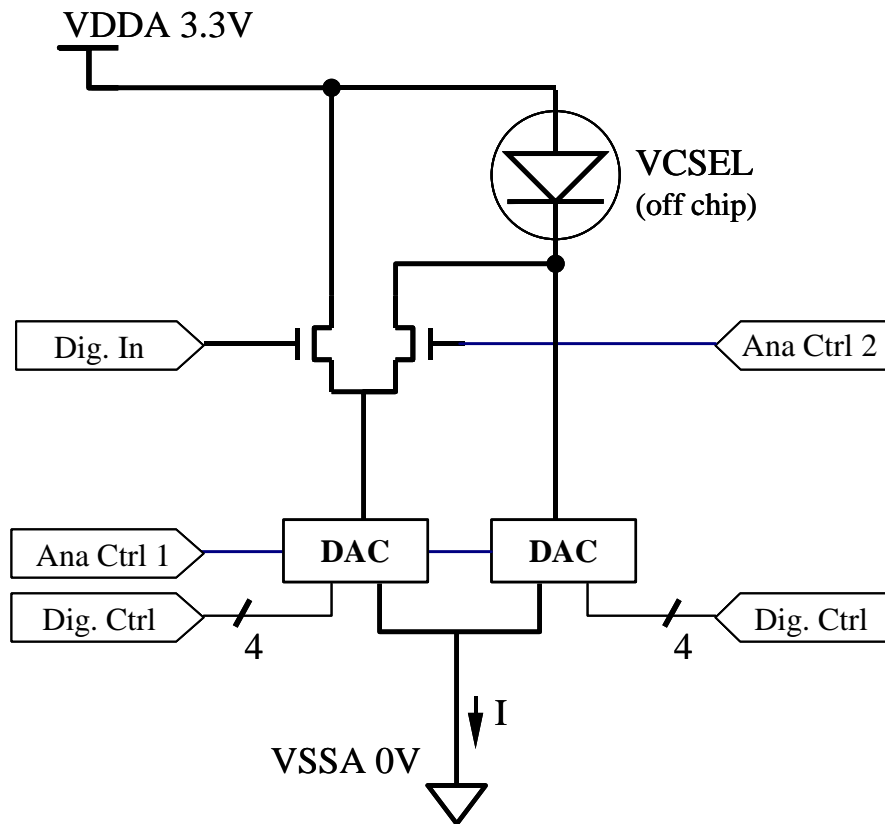 VDDA 3.3V
VCSEL
(off chip)
Dig. In
Ana Ctrl 2
Ana Ctrl 1
DAC
DAC
Dig. Ctrl
4
4
Dig. Ctrl
I
VSSA 0V